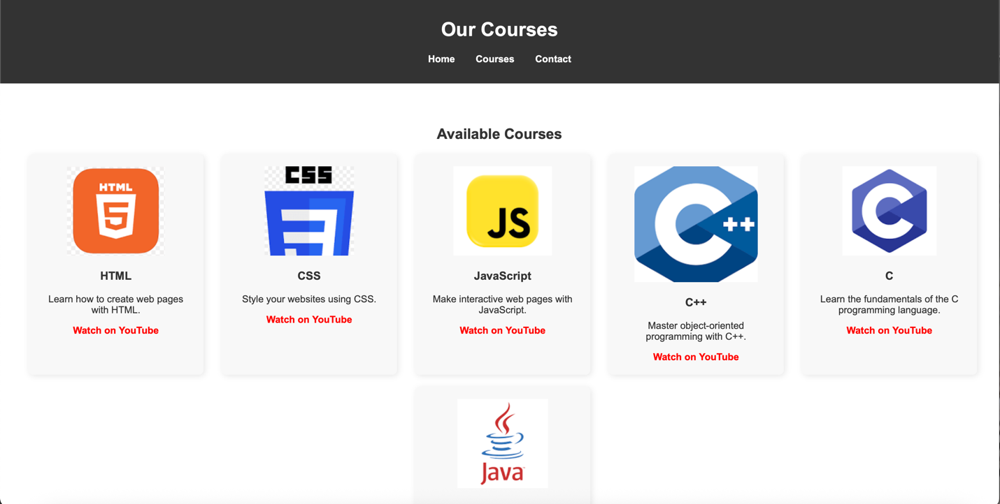 Our Courses
Home Courses Contact
Available Courses
HTML
5
HTML
Learn how to create web pages
with HTML.
Watch on YouTube
CSS
CSS
Style your websites using CSS.
Watch on YouTube
JS
JavaScript
Make interactive web pages with
JavaScript.
Watch on YouTube
C++
C++
Master object-oriented
programming with C++.
Watch on YouTube
C
C
Learn the fundamentals of the C
programming language.
Watch on YouTube
Java